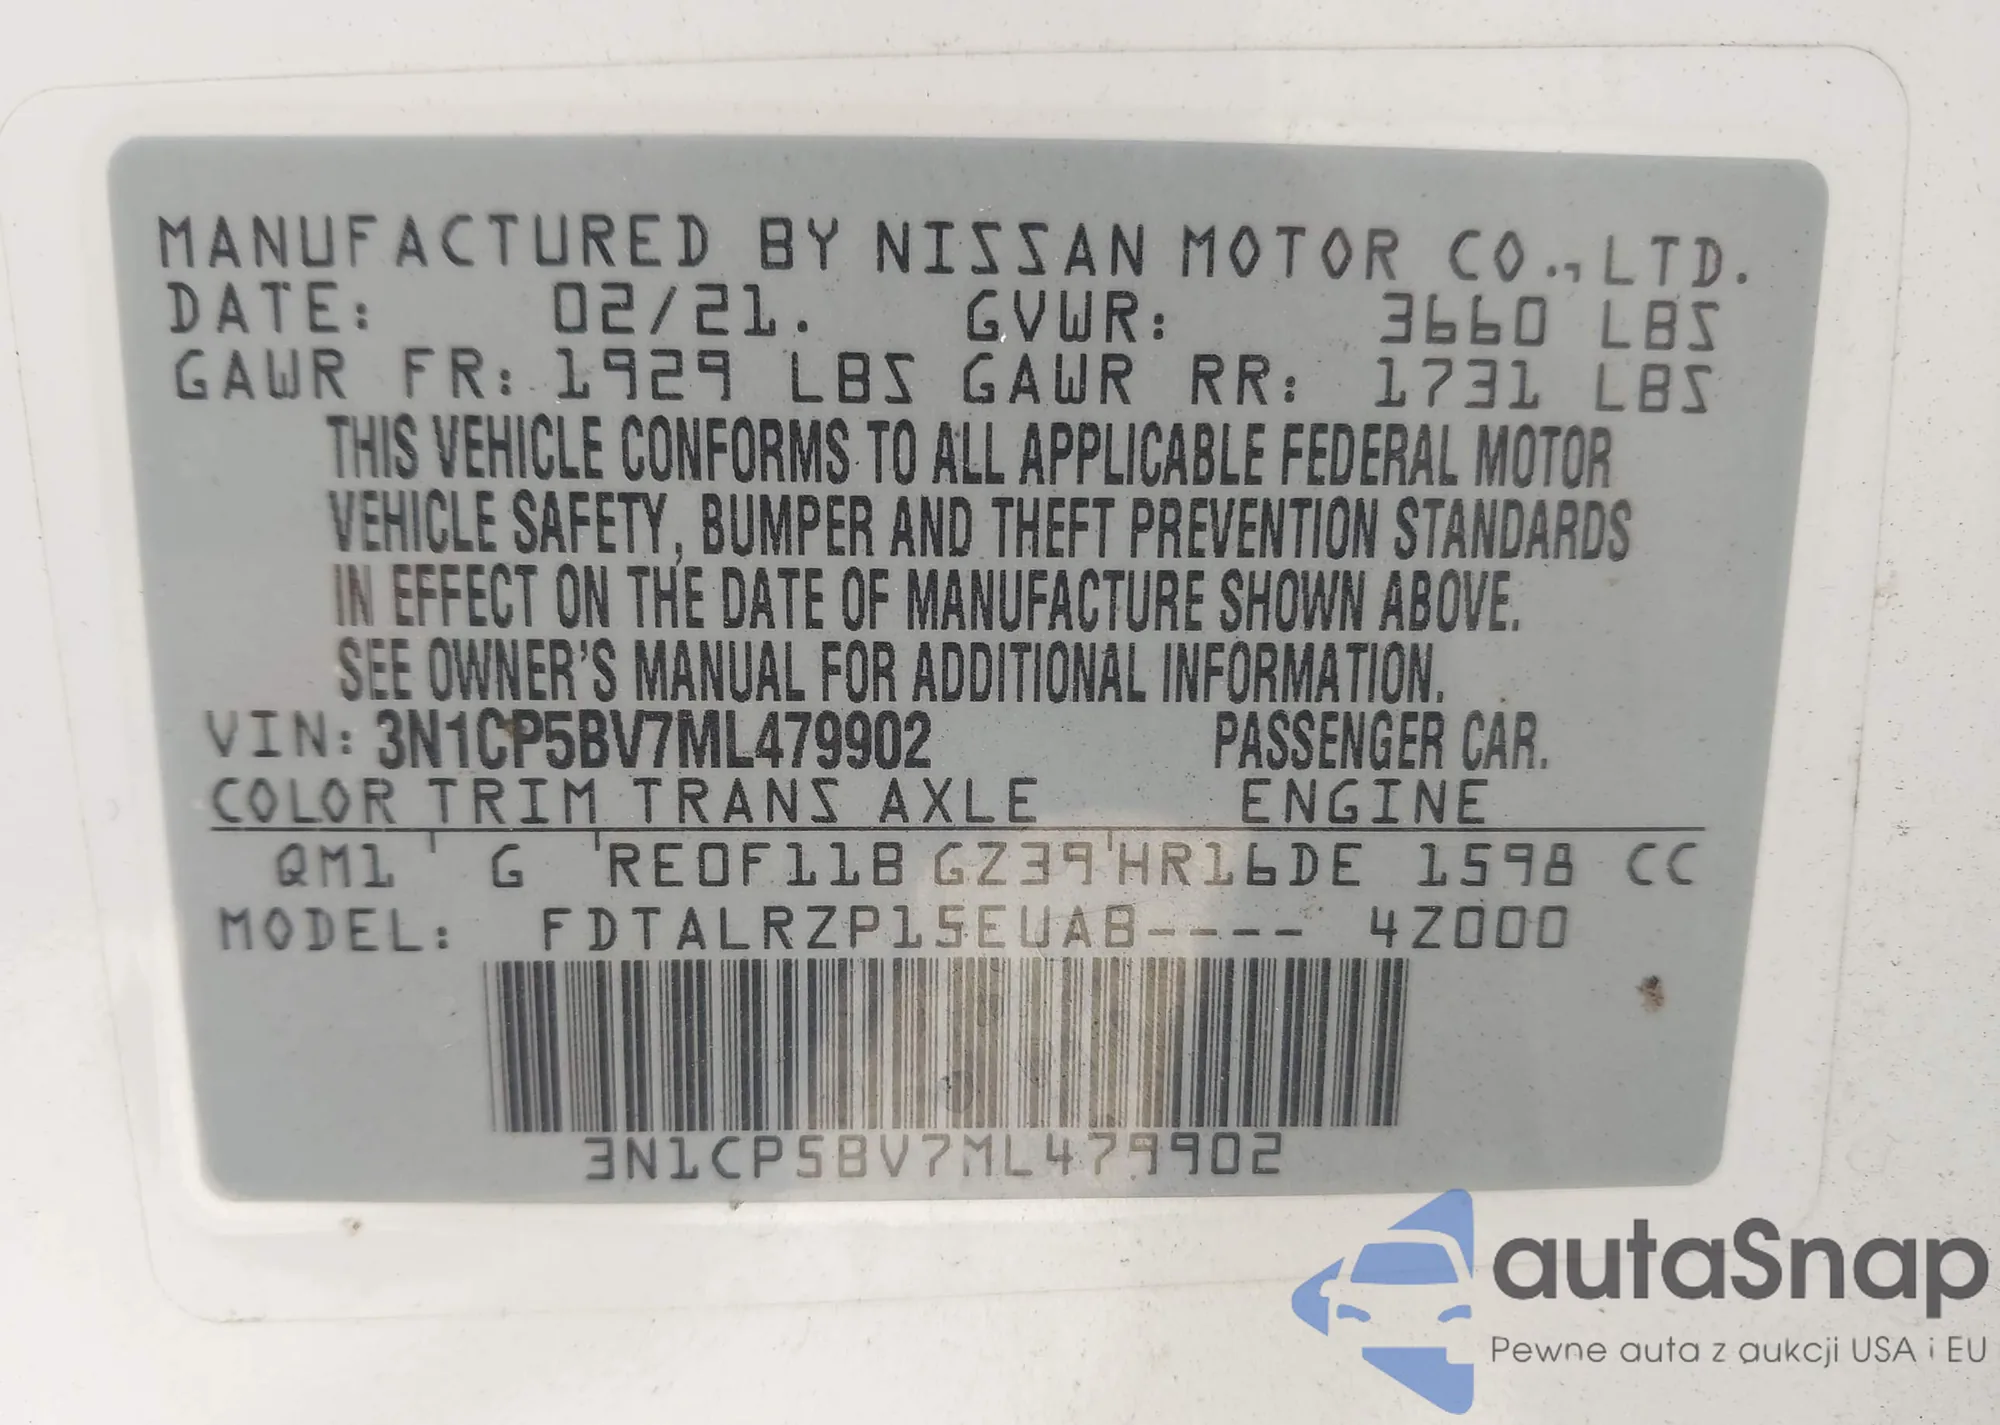 MANUFACTURED BY NISSAN MOTOR CO., LTD.
DATE: 02/21. GVWR: 3660 LBS
GAWR FR: 1929 LBS GAWR RR: 1731 LBS
THIS VEHICLE CONFORMS TO ALL APPLICABLE FEDERAL MOTOR
VEHICLE SAFETY, BUMPER AND THEFT PREVENTION STANDARDS
IN EFFECT ON THE DATE OF MANUFACTURE SHOWN ABOVE.
SEE OWNER'S MANUAL FOR ADDITIONAL INFORMATION.
VIN: 3N1CP5BV7ML479902 PASSENGER CAR.
COLOR TRIM TRANS AXLE ENGINE
QM1 G RE0F11B GZ39 HR16DE 1598 CC
MODEL: FDTALRZP15EUAB---- 4Z000
3N1CP5BV7ML479902
autaSnap
Pewne auta z aukcji USA i EU